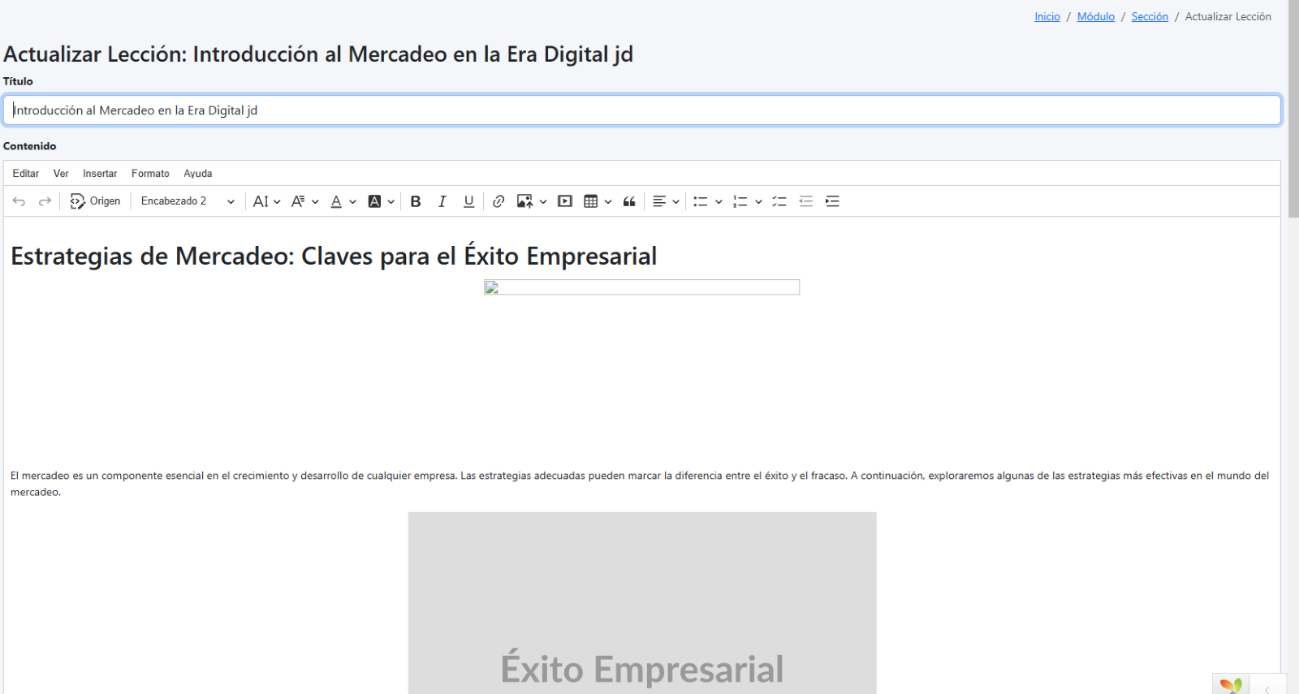 Inicio / Módulo / Sección / Actualizar Lección
Actualizar Lección: Introducción al Mercadeo en la Era Digital jd
Título
Introducción al Mercadeo en la Era Digital jd
Contenido
Editar Ver Insertar Formato Ayuda
Origen Encabezado 2
Estrategias de Mercadeo: Claves para el Éxito Empresarial
El mercadeo es un componente esencial en el crecimiento y desarrollo de cualquier empresa. Las estrategias adecuadas pueden marcar la diferencia entre el éxito y el fracaso. A continuación, exploraremos algunas de las estrategias más efectivas en el mundo del
mercadeo.
Éxito Empresarial